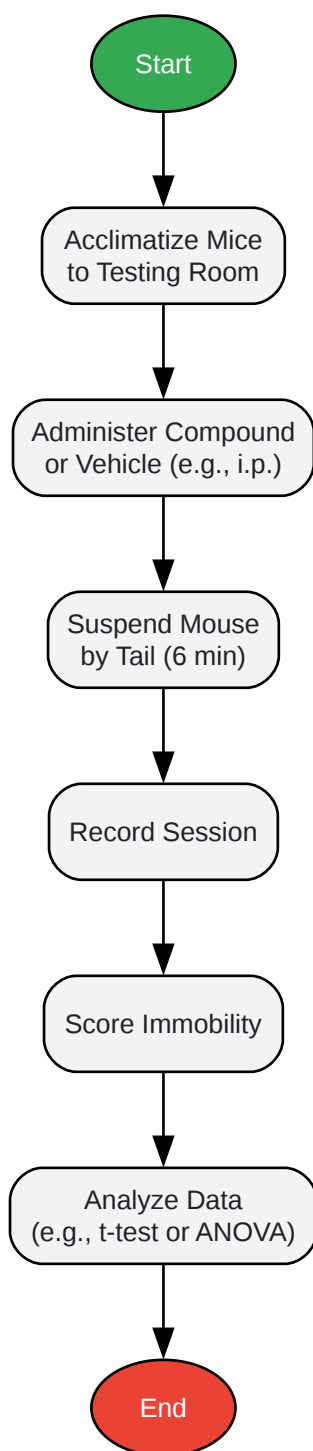 Start
Acclimatize Mice
to Testing Room
Administer Compound
or Vehicle (e.g., i.p.)
Suspend Mouse
by Tail (6 min)
Record Session
Score Immobility
Analyze Data
(e.g., t-test or ANOVA)
End